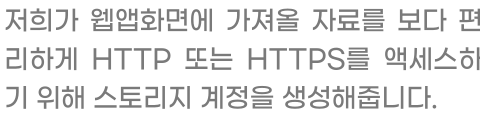 저희가 웹앱화면에 가져올 자료를 보다 편
리하게 HTTP 또는 HTTPS를 액세스하
기 위해 스토리지 계정을 생성해줍니다.